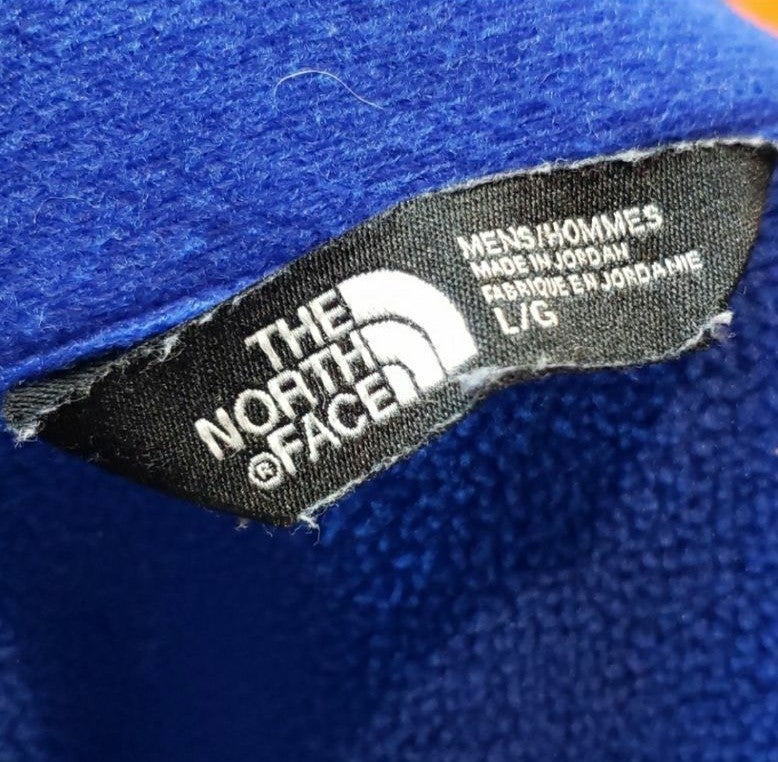 THE
NORTH
®FACE
MENS/HOMMES
MADE IN JORDAN
FABRIQUE EN JORDANIE
L/G